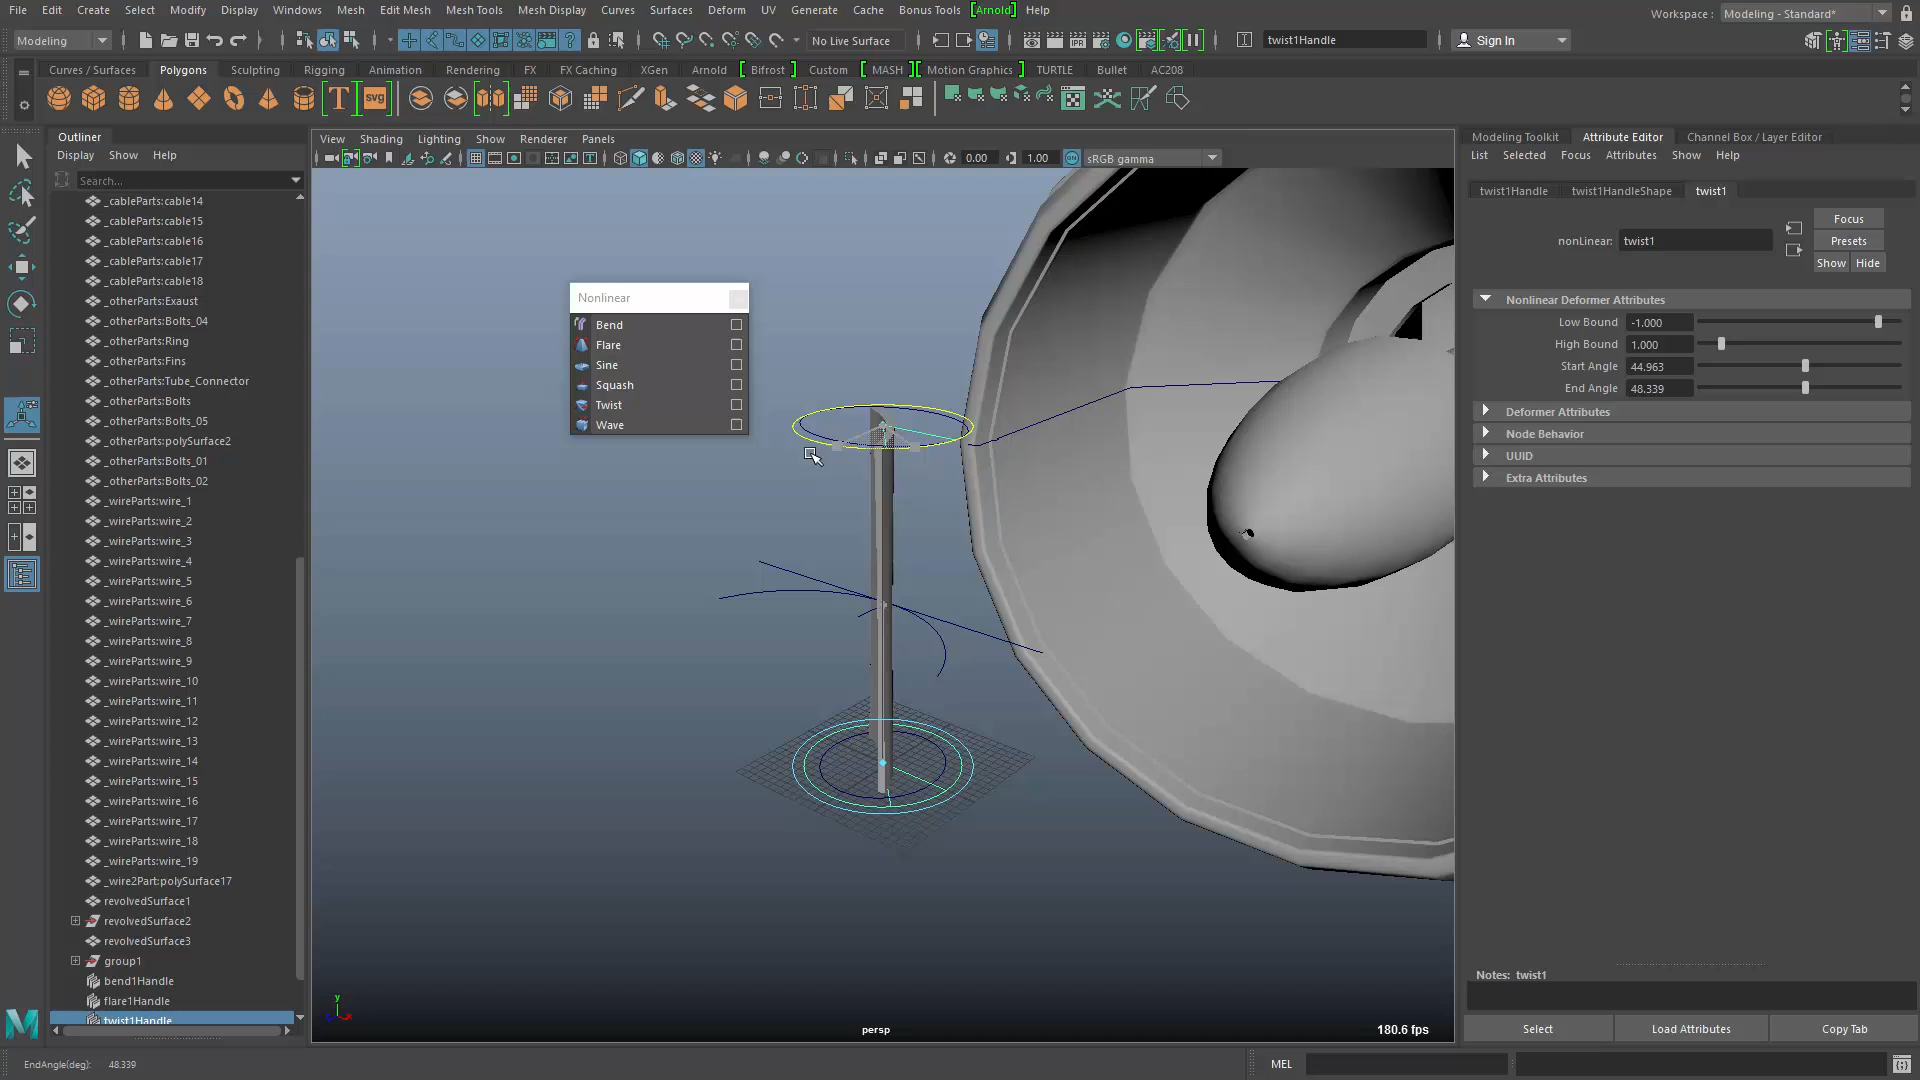 File Edit Create Select Modify Display Windows Mesh Edit Mesh Mesh Tools Mesh Display Curves Surfaces Deform UV Generate Cache Bonus Tools [Arnold] Help
Workspace : Modeling - Standard*
Modeling
No Live Surface
twist1Handle
Sign In
Curves / Surfaces Polygons Sculpting Rigging Animation Rendering FX FX Caching XGen Arnold Bifrost Custom MASH Motion Graphics TURTLE Bullet AC208
T
svg
Outliner
Display Show Help
Search...
_cableParts:cable14
_cableParts:cable15
_cableParts:cable16
_cableParts:cable17
_cableParts:cable18
_otherParts:Exaust
_otherParts:Bolts_04
_otherParts:Ring
_otherParts:Fins
_otherParts:Tube_Connector
_otherParts:Bolts
_otherParts:Bolts_05
_otherParts:polySurface2
_otherParts:Bolts_01
_otherParts:Bolts_02
_wireParts:wire_1
_wireParts:wire_2
_wireParts:wire_3
_wireParts:wire_4
_wireParts:wire_5
_wireParts:wire_6
_wireParts:wire_7
_wireParts:wire_8
_wireParts:wire_9
_wireParts:wire_10
_wireParts:wire_11
_wireParts:wire_12
_wireParts:wire_13
_wireParts:wire_14
_wireParts:wire_15
_wireParts:wire_16
_wireParts:wire_17
_wireParts:wire_18
_wireParts:wire_19
_wire2Part:polySurface17
revolvedSurface1
revolvedSurface2
revolvedSurface3
group1
bend1Handle
flare1Handle
twist1Handle
View Shading Lighting Show Renderer Panels
0.00 1.00 sRGB gamma
Nonlinear
Bend
Flare
Sine
Squash
Twist
Wave
y
persp
180.6 fps
Modeling Toolkit Attribute Editor Channel Box / Layer Editor
List Selected Focus Attributes Show Help
twist1Handle twist1HandleShape twist1
nonLinear: twist1
Focus
Presets
Show Hide
Nonlinear Deformer Attributes
Low Bound -1.000
High Bound 1.000
Start Angle 44.963
End Angle 48.339
Deformer Attributes
Node Behavior
UUID
Extra Attributes
Notes: twist1
Select Load Attributes Copy Tab
EndAngle(deg): 48.339
MEL